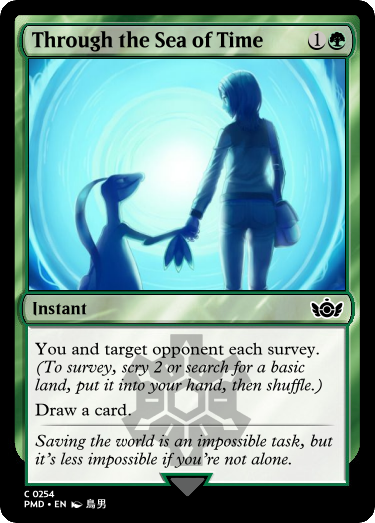 Through the Sea of Time 1
Instant
You and target opponent each survey.
(To survey, scry 2 or search for a basic
land, put it into your hand, then shuffle.)
Draw a card.
Saving the world is an impossible task, but
it's less impossible if you're not alone.
C 0254
PMD • EN 鳥男